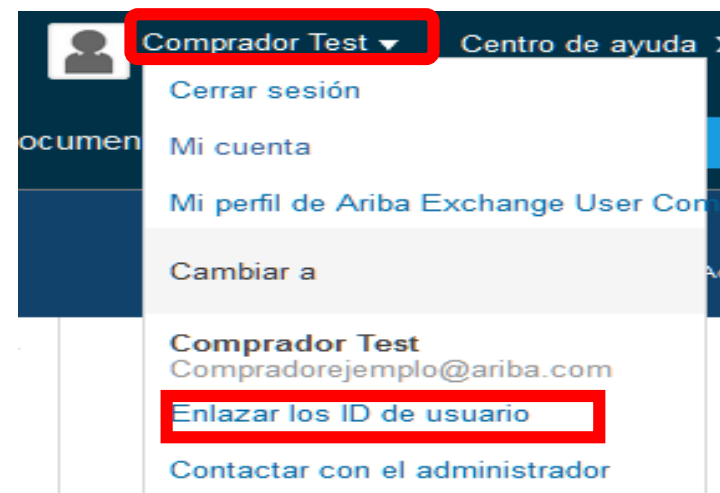 Comprador Test ▾ Centro de ayuda
Cerrar sesión
ocumen
Mi cuenta
Mi perfil de Ariba Exchange User Com
Cambiar a
Comprador Test
Compradorejemplo@ariba.com
Enlazar los ID de usuario
Contactar con el administrador